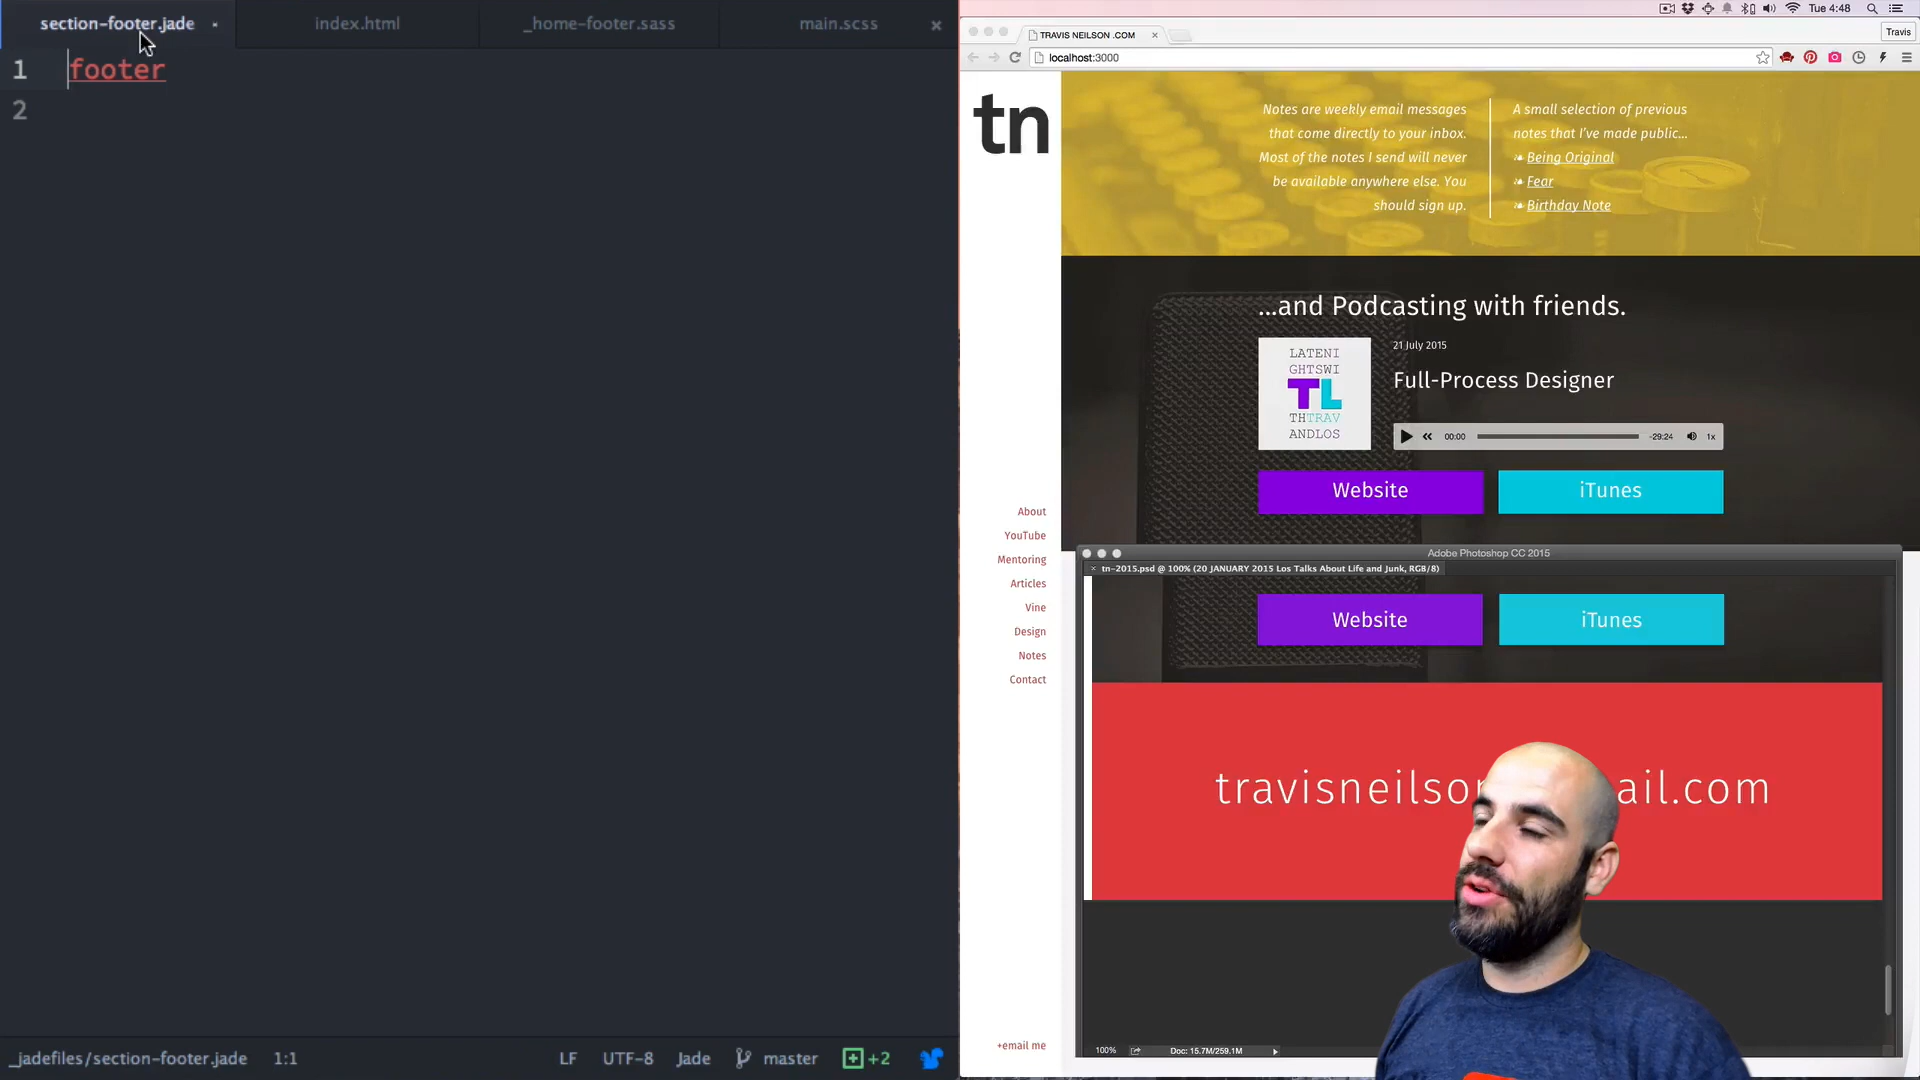 section-footer.jade
index.html
_home-footer.sass
main.scss
1 footer
2
_jadefiles/section-footer.jade 1:1 LF UTF-8 Jade master +2
Tue 4:48
TRAVIS NEILSON .COM
Travis
localhost:3000
tn
Notes are weekly email messages
that come directly to your inbox.
Most of the notes I send will never
be available anywhere else. You
should sign up.
A small selection of previous
notes that I've made public...
Being Original
Fear
Birthday Note
...and Podcasting with friends.
LATENI
GHTSWI
TL
THTRAV
ANDLOS
21 July 2015
Full-Process Designer
00:00 -29:24 1x
Website
iTunes
About
YouTube
Mentoring
Articles
Vine
Design
Notes
Contact
+email me
Adobe Photoshop CC 2015
tn-2015.psd @ 100% (20 JANUARY 2015 Los Talks About Life and Junk, RGB/8)
Website
iTunes
travisneilso ail.com
100% Doc: 15.7M/259.1M